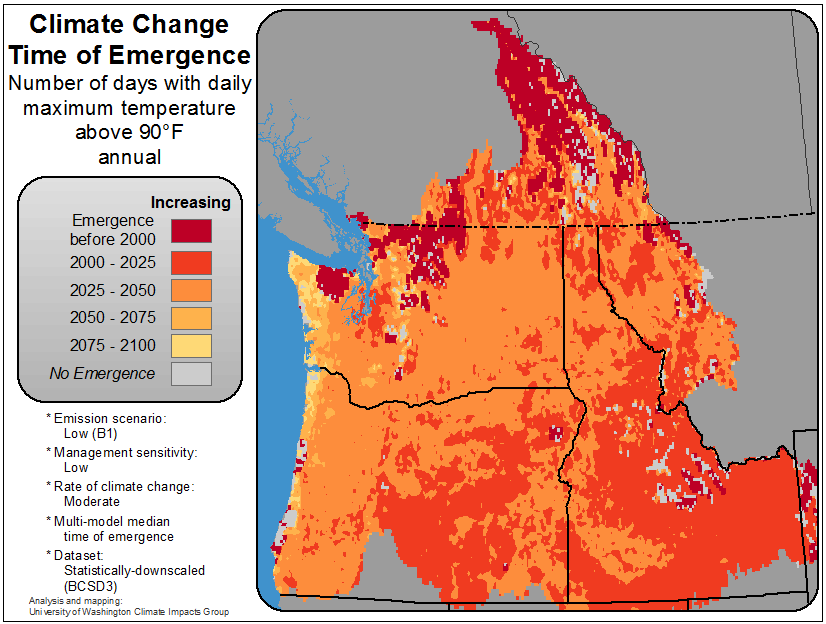 Climate Change
Time of Emergence
Number of days with daily
maximum temperature
above 90°F
annual
Increasing
Emergence
before 2000
2000 - 2025
2025 - 2050
2050 - 2075
2075 - 2100
No Emergence
* Emission scenario:
Low (B1)
* Management sensitivity:
Low
* Rate of climate change:
Moderate
* Multi-model median
time of emergence
* Dataset:
Statistically-downscaled
(BCSD3)
Analysis and mapping:
University of Washington Climate Impacts Group